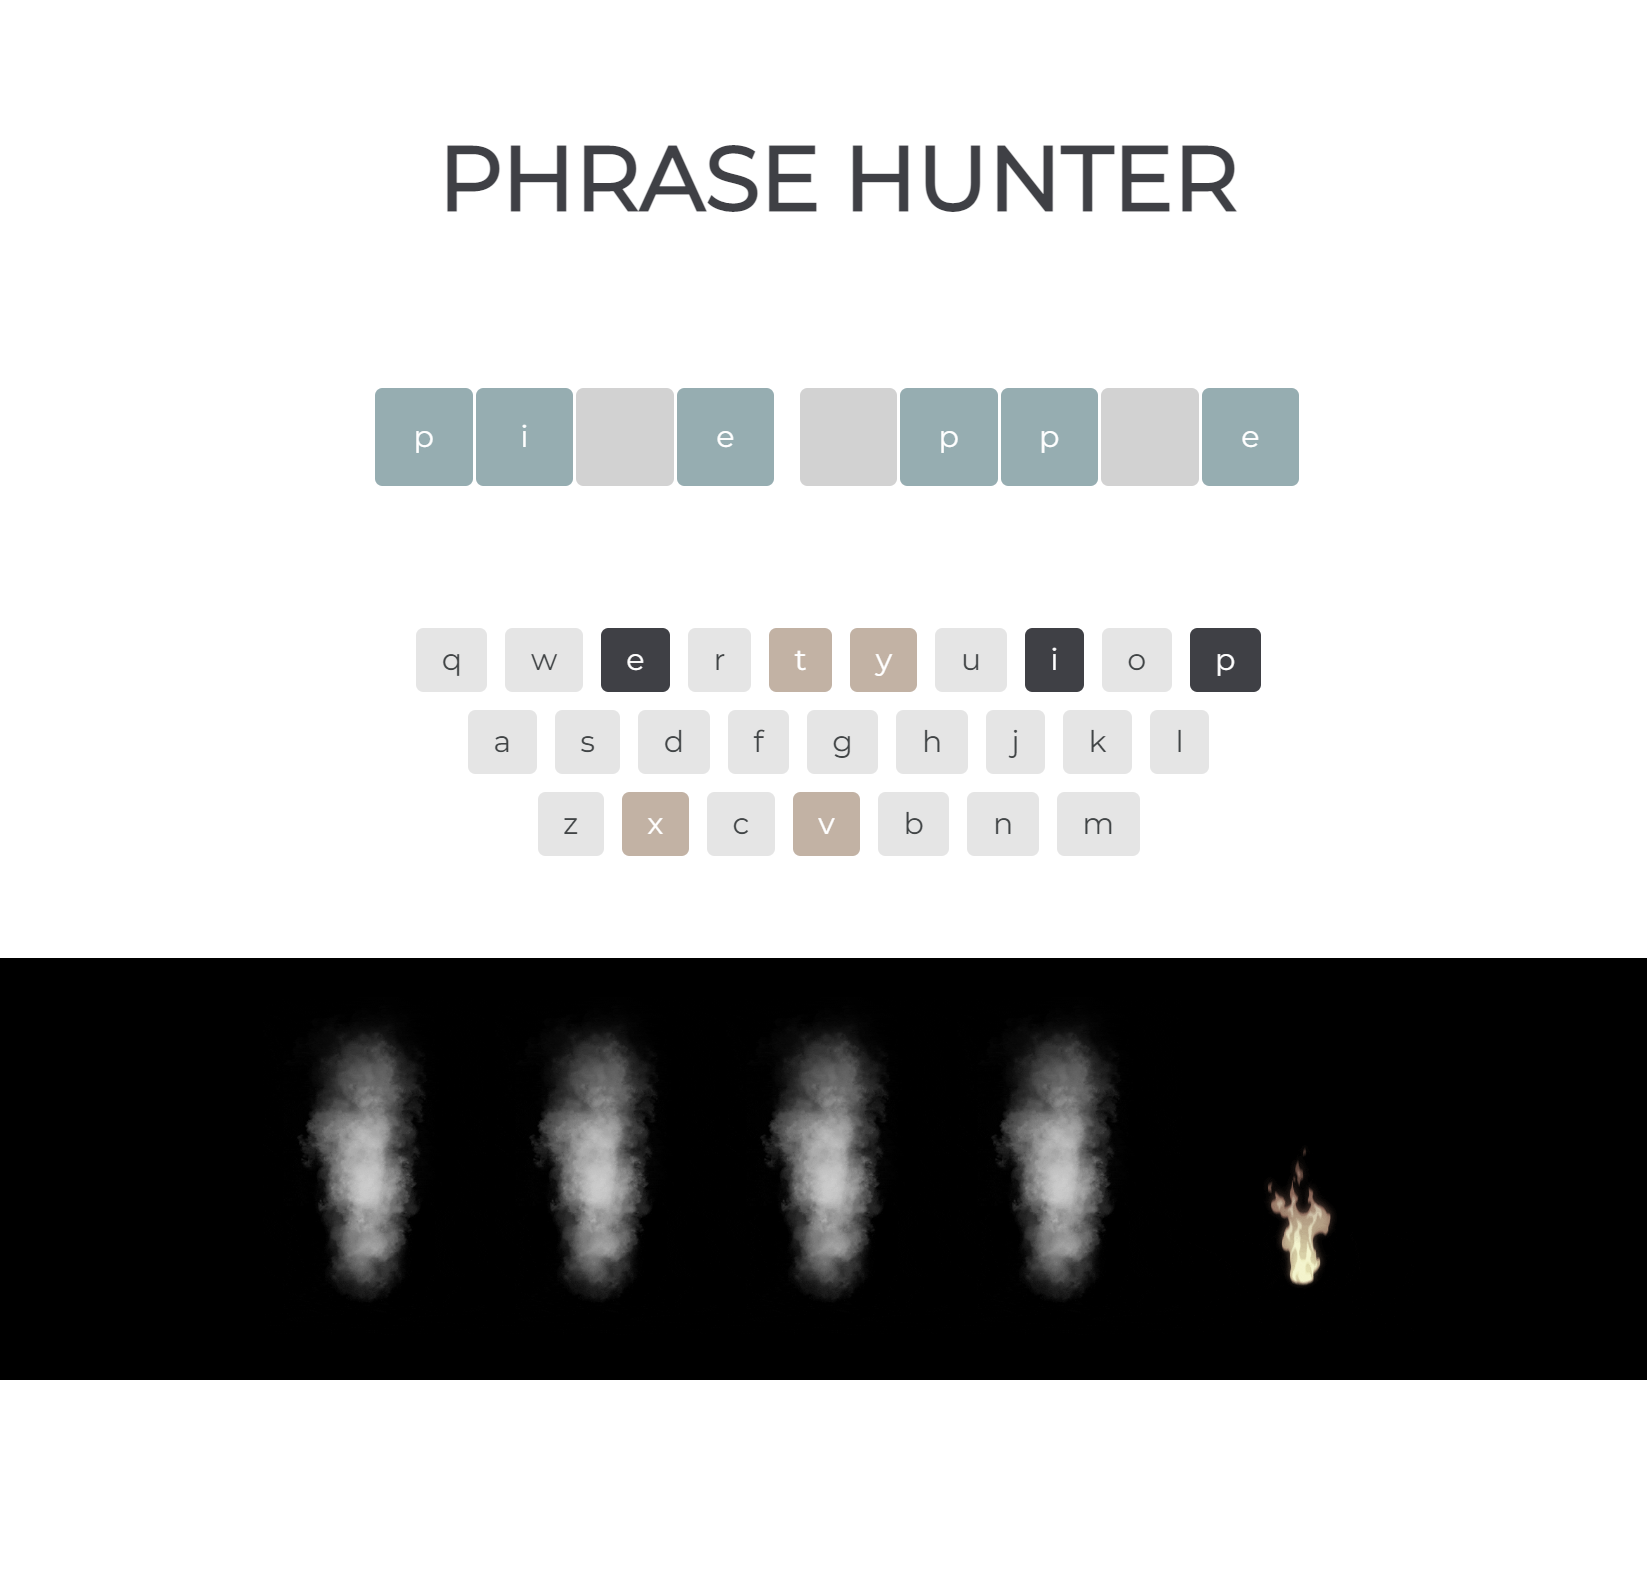 PHRASE HUNTER
p i e p p e
q w e r t y u i o p
a s d f g h j k l
z x c v b n m